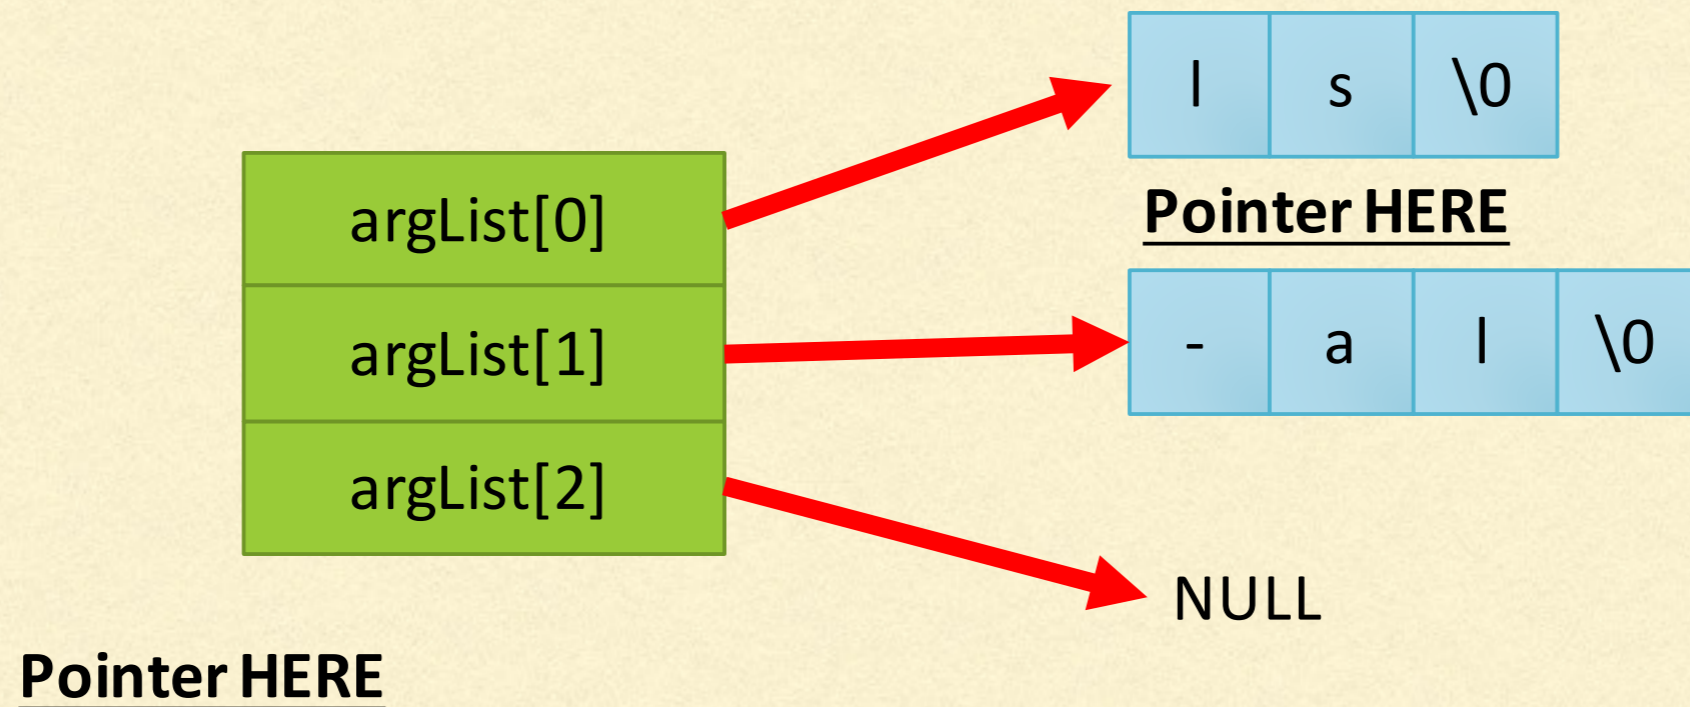 l s \0
Pointer HERE
argList[0]
argList[1]
- a l \0
argList[2]
NULL
Pointer HERE